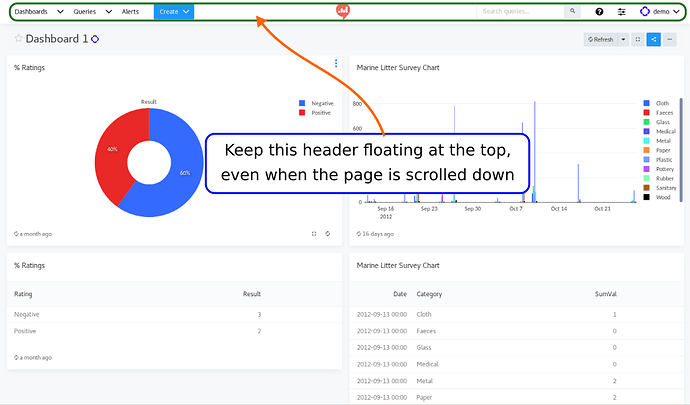 Dashboards Queries Alerts Create Search queries... demo
Dashboard 1 Refresh
% Ratings
Result
Negative
Positive
40%
60%
a month ago
Marine Litter Survey Chart
800
600
Cloth
Faeces
Glass
Medical
Metal
Paper
Plastic
Pottery
Rubber
Sanitary
Wood
0
Sep 16 Sep 23 Sep 30 Oct 7 Oct 14 Oct 21
2012
16 days ago
Keep this header floating at the top,
even when the page is scrolled down
% Ratings
Rating Result
Negative 3
Positive 2
a month ago
Marine Litter Survey Chart
Date Category SumVal
2012-09-13 00:00 Cloth 1
2012-09-13 00:00 Faeces 0
2012-09-13 00:00 Glass 0
2012-09-13 00:00 Medical 0
2012-09-13 00:00 Metal 2
2012-09-13 00:00 Paper 2